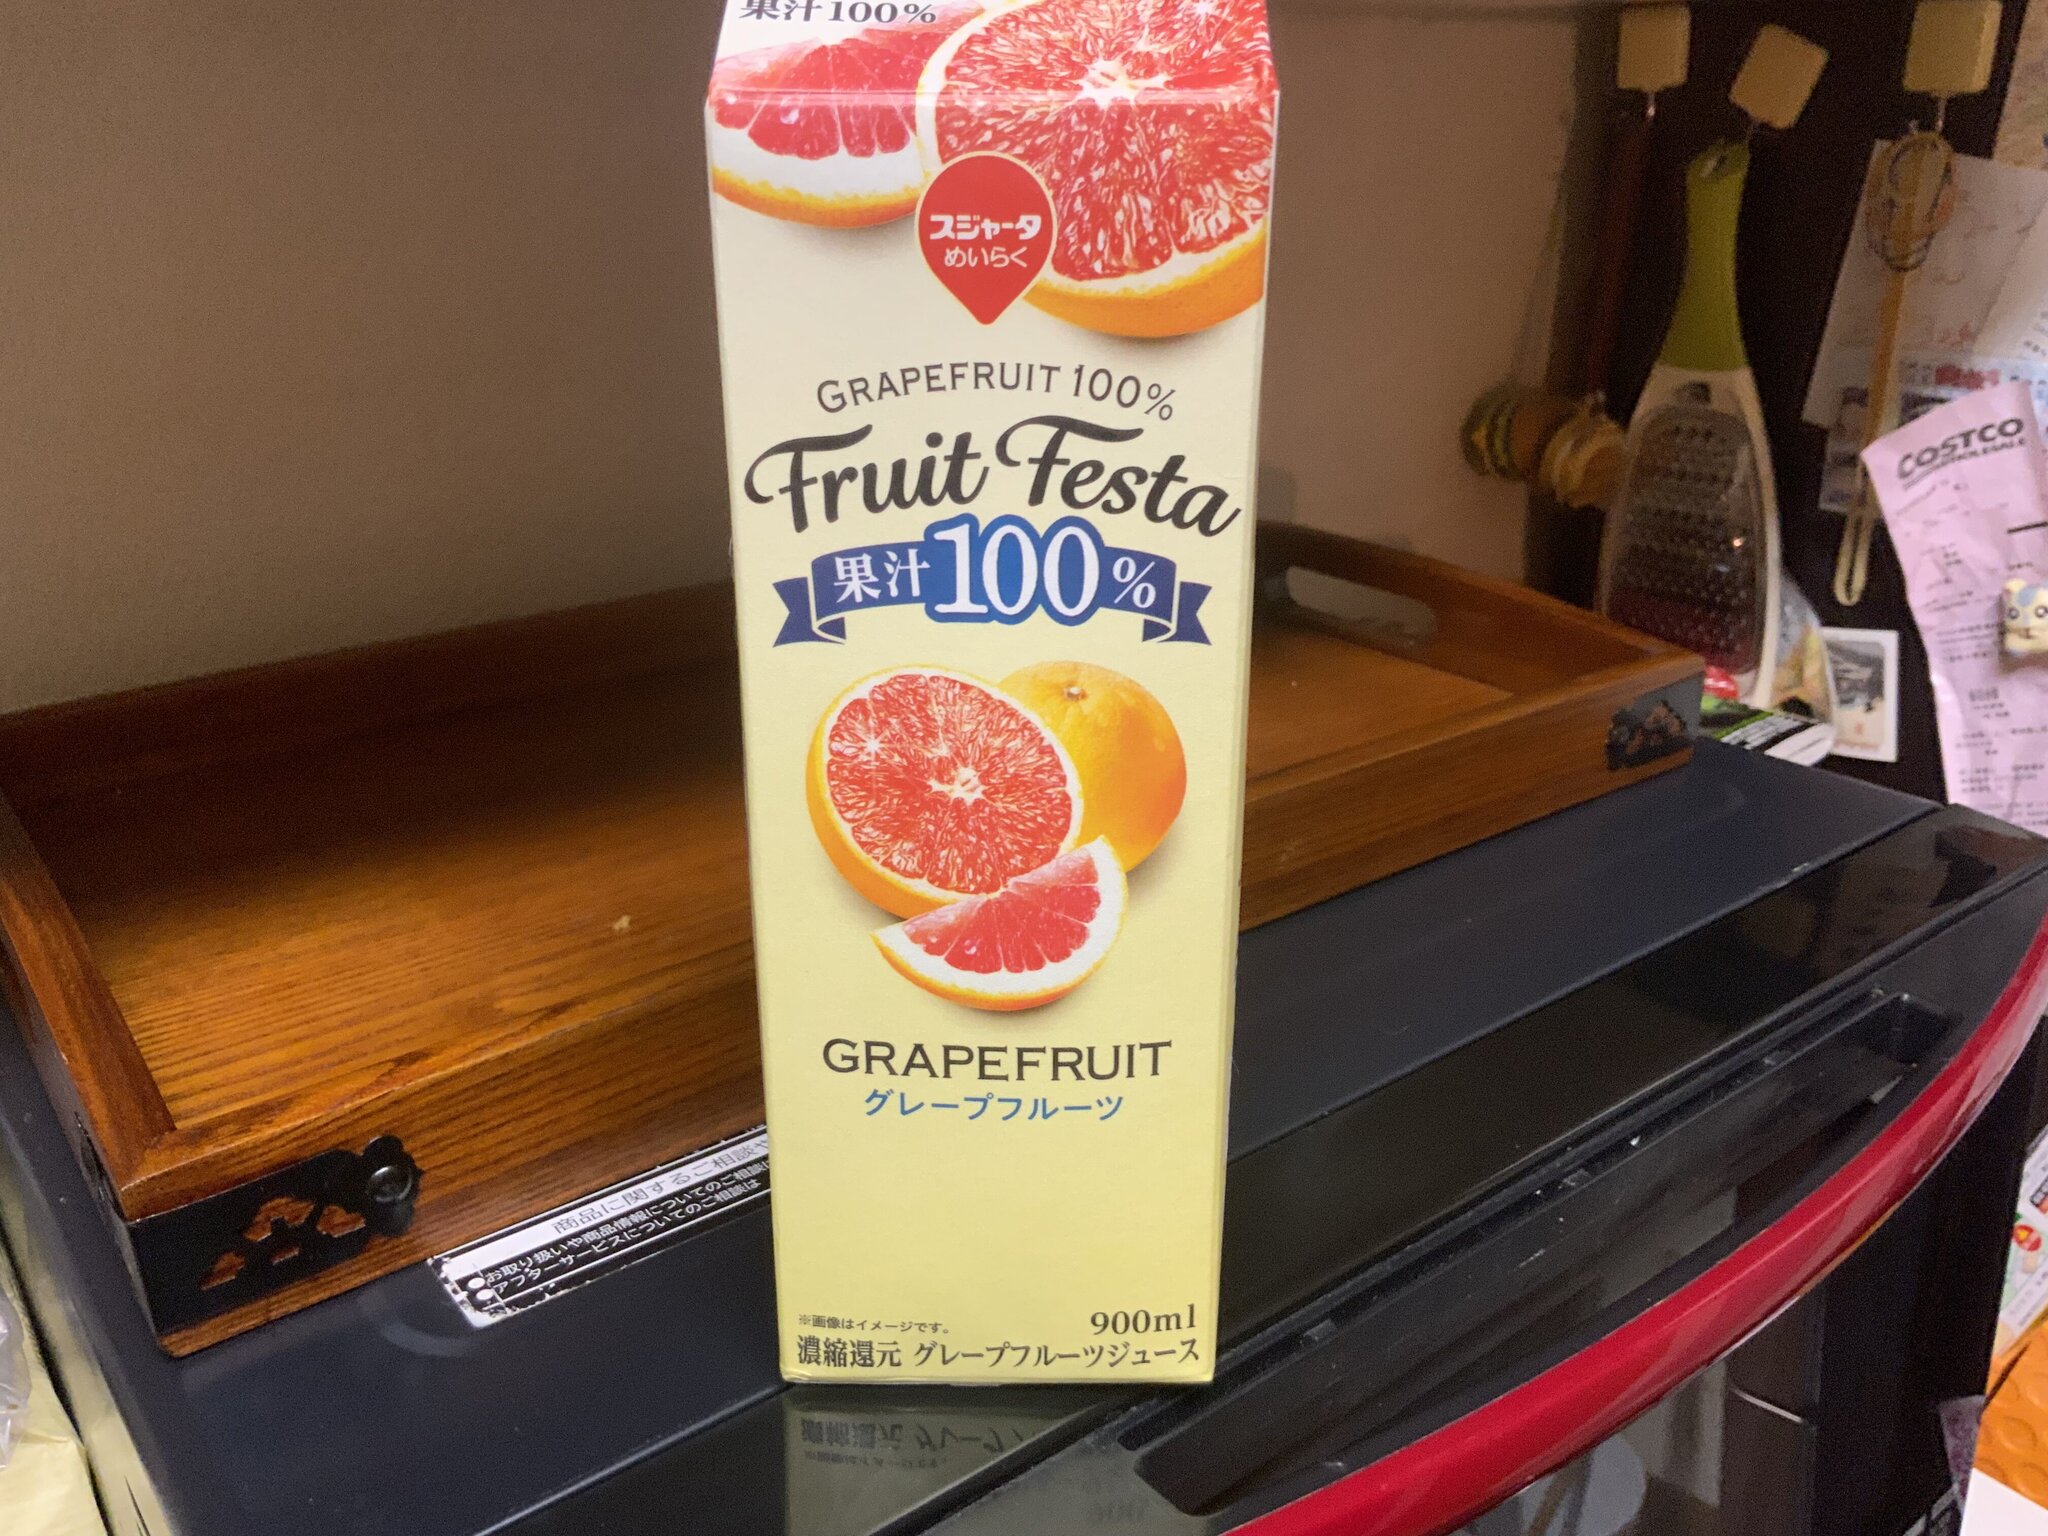 果汁100%
スジャータ
めいらく
GRAPEFRUIT 100%
Fruit Festa
果汁100%
GRAPEFRUIT
グレープフルーツ
※画像はイメージです。
900ml
濃縮還元 グレープフルーツジュース
COSTCO
WHOLESALE
商品に関するご相談や
お取り扱いや商品情報についてのご相談は
アフターサービスについてのご相談は